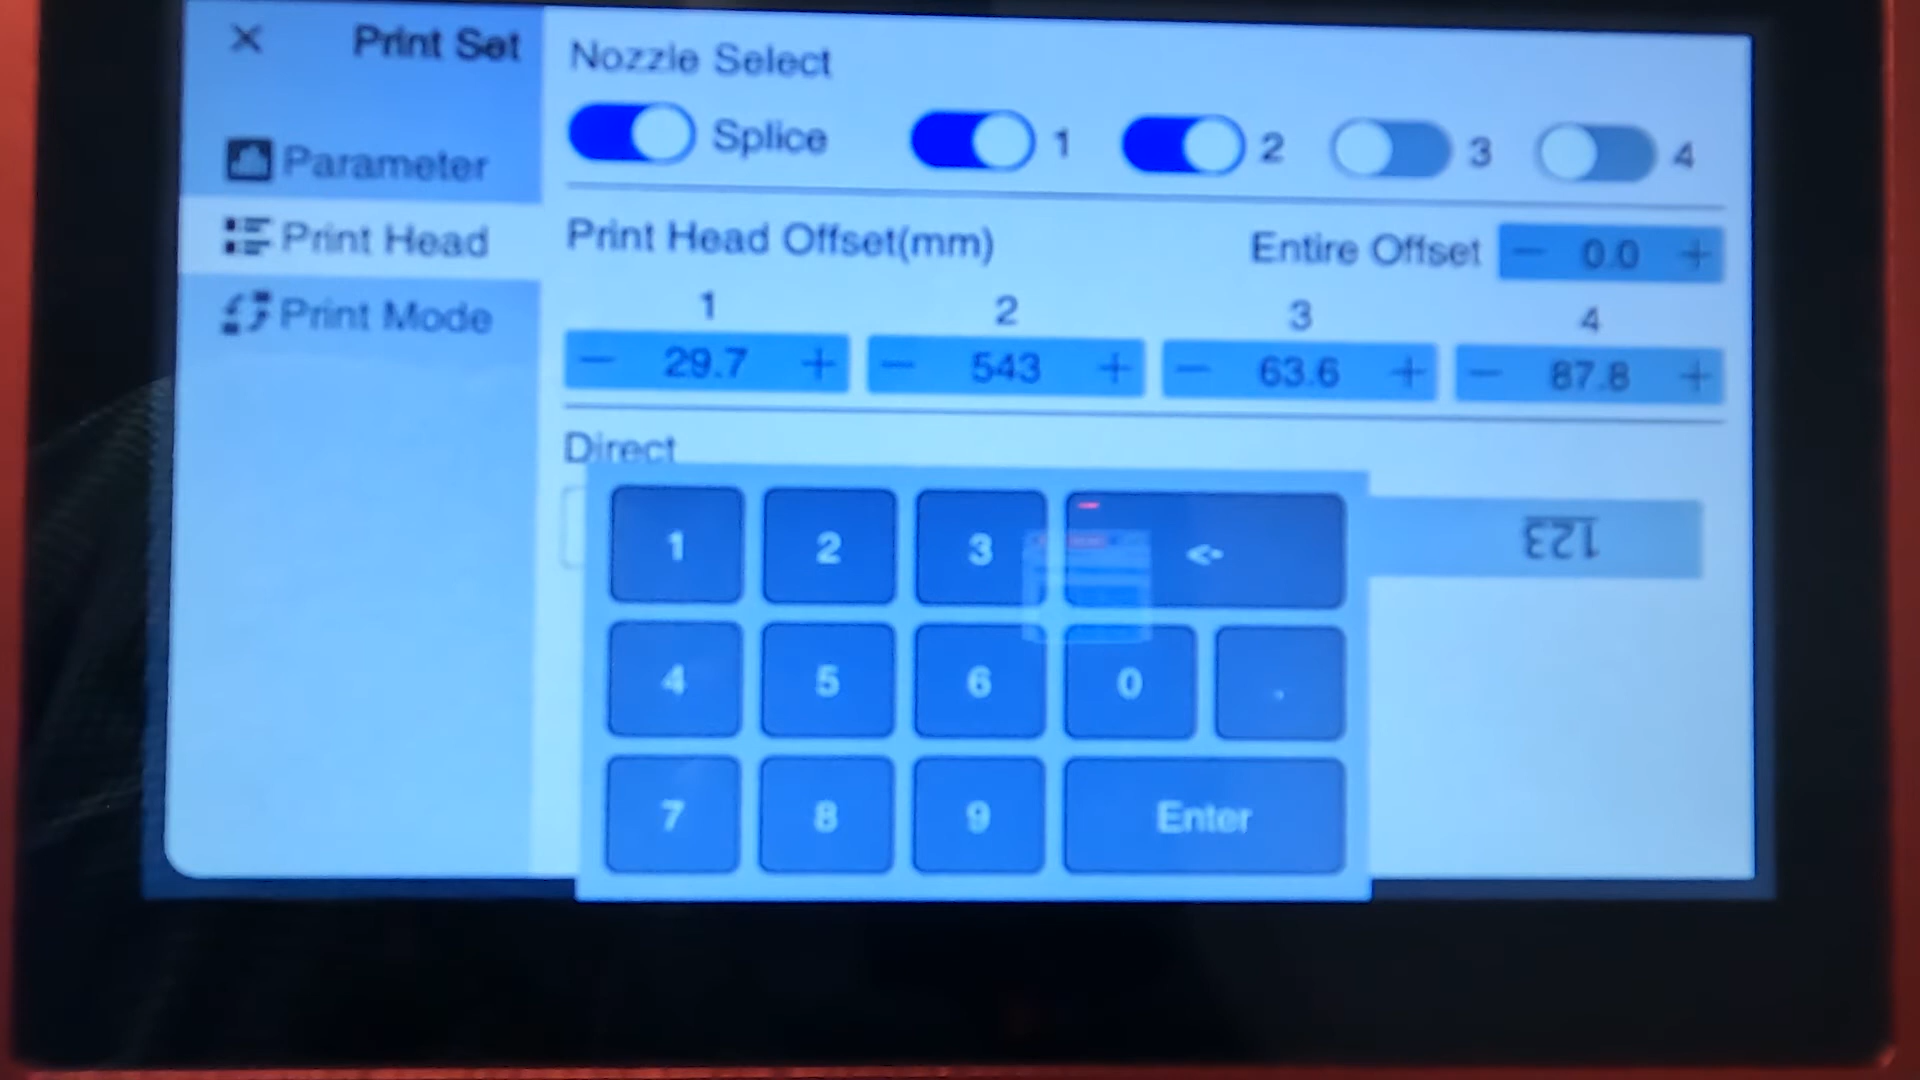 × Print Set
Parameter
Print Head
Print Mode
Nozzle Select
Splice 1 2 3 4
Print Head Offset(mm) Entire Offset − 0.0 +
1 2 3 4
− 29.7 + − 543 + − 63.6 + − 87.8 +
Direct
123
1 2 3 <-
4 5 6 0 .
7 8 9 Enter